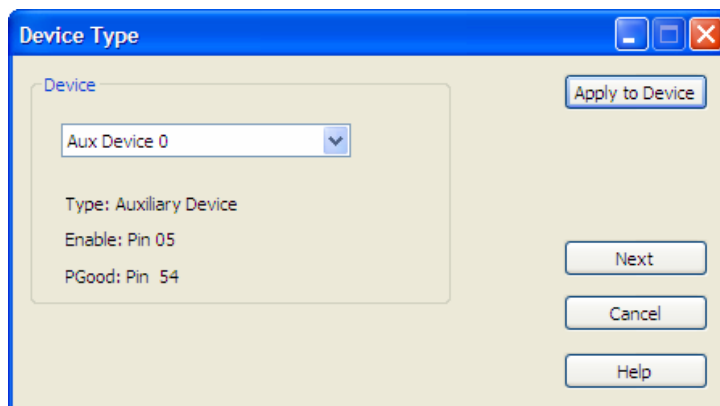 Device Type
Device
Apply to Device
Aux Device 0
Type: Auxiliary Device
Enable: Pin 05
PGood: Pin  54
Next
Cancel
Help